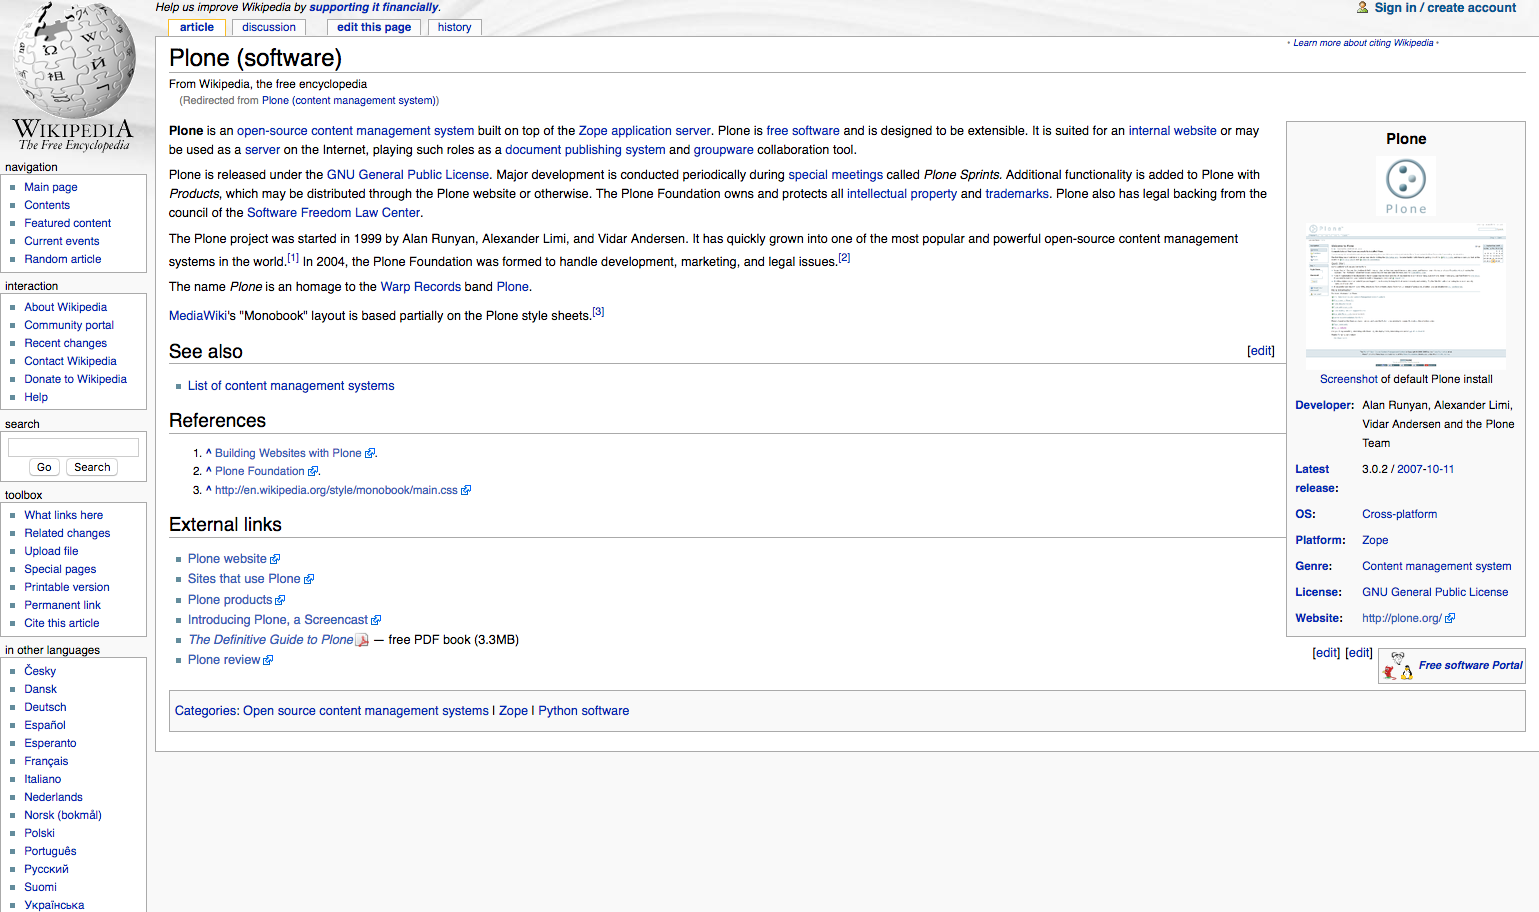 Help us improve Wikipedia by supporting it financially.
Sign in / create account
article
discussion
edit this page
history
WIKIPEDIA
The Free Encyclopedia
navigation
Main page
Contents
Featured content
Current events
Random article
interaction
About Wikipedia
Community portal
Recent changes
Contact Wikipedia
Donate to Wikipedia
Help
search
Go
Search
toolbox
What links here
Related changes
Upload file
Special pages
Printable version
Permanent link
Cite this article
in other languages
Česky
Dansk
Deutsch
Español
Esperanto
Français
Italiano
Nederlands
Norsk (bokmål)
Polski
Português
Русский
Suomi
Українська
Plone (software)
• Learn more about citing Wikipedia •
From Wikipedia, the free encyclopedia
(Redirected from Plone (content management system))
Plone is an open-source content management system built on top of the Zope application server. Plone is free software and is designed to be extensible. It is suited for an internal website or may
be used as a server on the Internet, playing such roles as a document publishing system and groupware collaboration tool.
Plone is released under the GNU General Public License. Major development is conducted periodically during special meetings called Plone Sprints. Additional functionality is added to Plone with
Products, which may be distributed through the Plone website or otherwise. The Plone Foundation owns and protects all intellectual property and trademarks. Plone also has legal backing from the
council of the Software Freedom Law Center.
The Plone project was started in 1999 by Alan Runyan, Alexander Limi, and Vidar Andersen. It has quickly grown into one of the most popular and powerful open-source content management
systems in the world.[1] In 2004, the Plone Foundation was formed to handle development, marketing, and legal issues.[2]
The name Plone is an homage to the Warp Records band Plone.
MediaWiki's "Monobook" layout is based partially on the Plone style sheets.[3]
See also
[edit]
List of content management systems
References
1. ^ Building Websites with Plone.
2. ^ Plone Foundation.
3. ^ http://en.wikipedia.org/style/monobook/main.css
External links
Plone website
Sites that use Plone
Plone products
Introducing Plone, a Screencast
The Definitive Guide to Plone — free PDF book (3.3MB)
Plone review
Plone
Plone
Screenshot of default Plone install
Developer: Alan Runyan, Alexander Limi,
Vidar Andersen and the Plone
Team
Latest 3.0.2 / 2007-10-11
release:
OS: Cross-platform
Platform: Zope
Genre: Content management system
License: GNU General Public License
Website: http://plone.org/
[edit] [edit]
Free software Portal
Categories: Open source content management systems | Zope | Python software